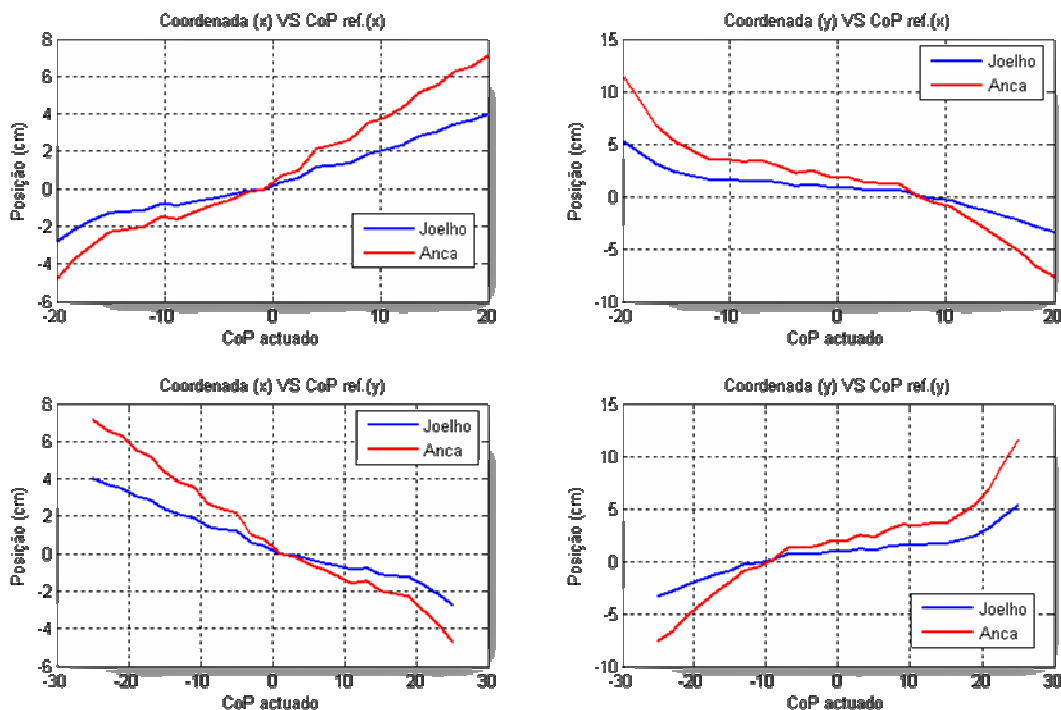 Coordenada (x) VS CoP ref.(x)
Posição (cm)
8
6
4
2
0
-2
-4
-6
-20
-10
0
10
20
CoP actuado
Joelho
Anca
Coordenada (y) VS CoP ref.(x)
Posição (cm)
15
10
5
0
-5
-10
-20
-10
0
10
20
CoP actuado
Joelho
Anca
Coordenada (x) VS CoP ref.(y)
Posição (cm)
8
6
4
2
0
-2
-4
-6
-30
-20
-10
0
10
20
30
CoP actuado
Joelho
Anca
Coordenada (y) VS CoP ref.(y)
Posição (cm)
15
10
5
0
-5
-10
-30
-20
-10
0
10
20
30
CoP actuado
Joelho
Anca